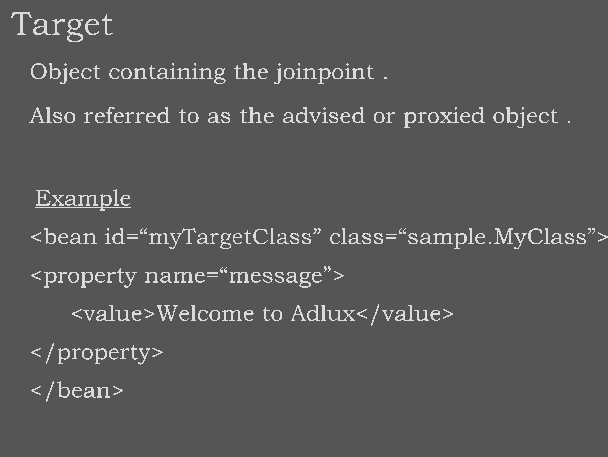 Target
Object containing the joinpoint .
Also referred to as the advised or proxied object .
Example
<bean id=“myTargetClass” class=“sample.MyClass”>
<property name=“message”>
<value>Welcome to Adlux</value>
</property>
</bean>